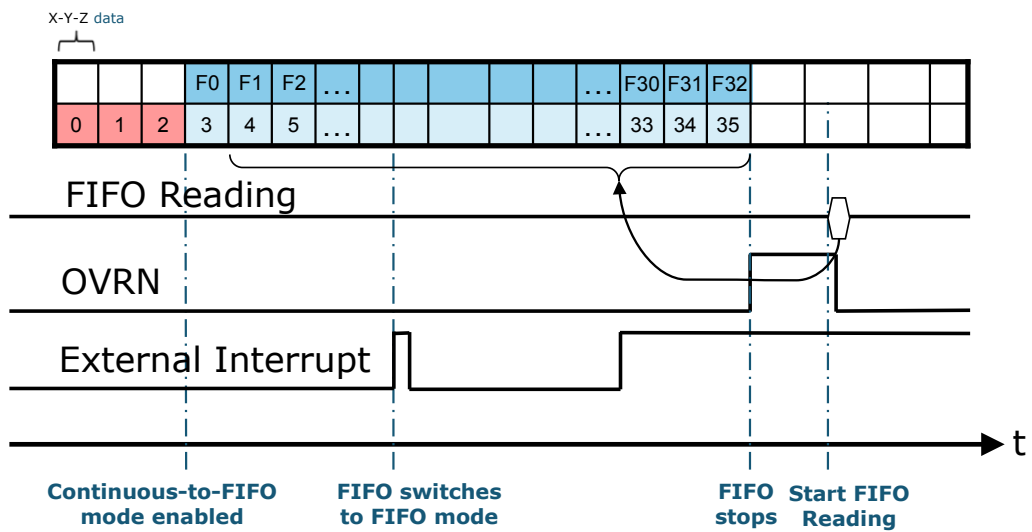 X-Y-Z data
F0 F1 F2 ... ... F30 F31 F32
0 1 2 3 4 5 ... ... 33 34 35
FIFO Reading
OVRN
External Interrupt
t
Continuous-to-FIFO
mode enabled
FIFO switches
to FIFO mode
FIFO
stops
Start FIFO
Reading